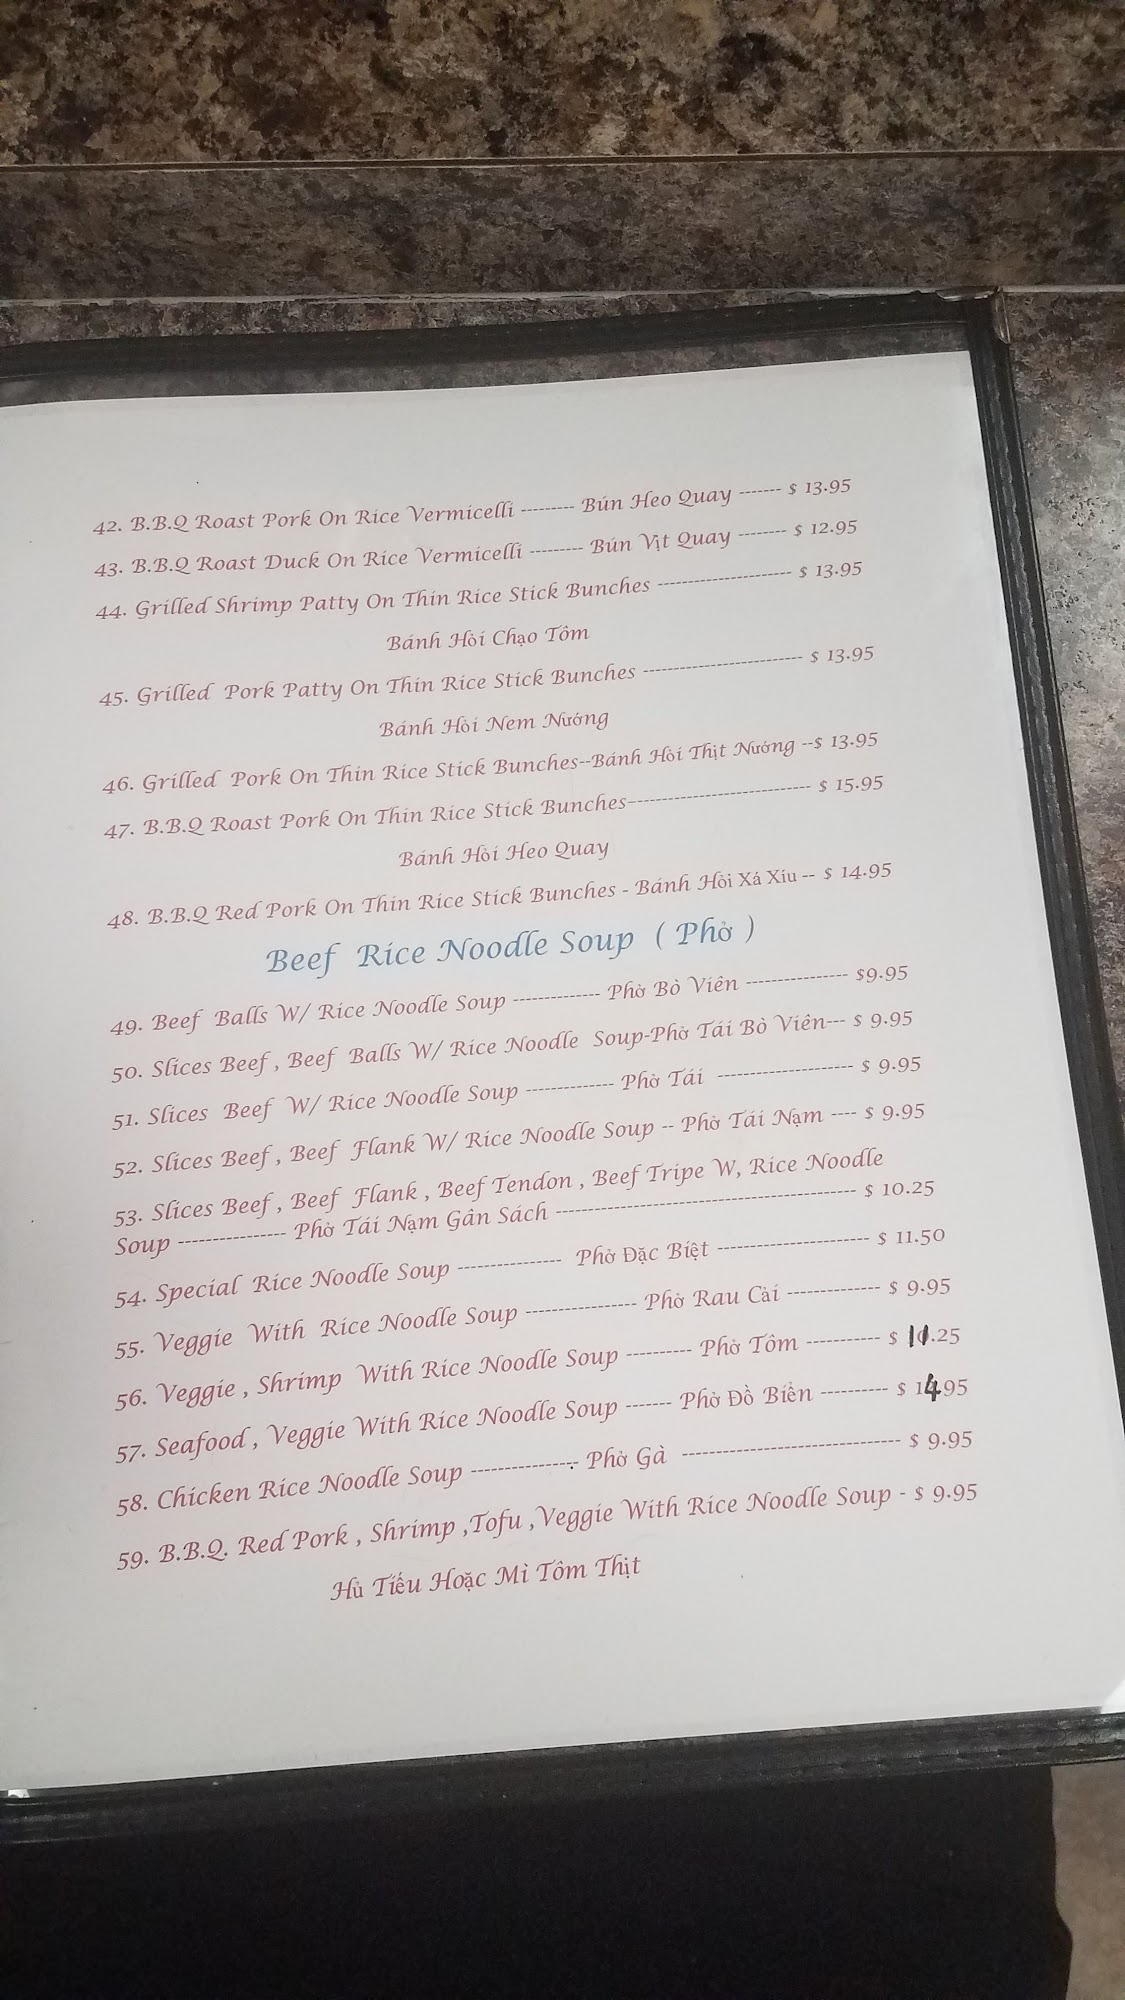 42. B.B.Q Roast Pork On Rice Vermicelli --------- Bún Heo Quay ------- $ 13.95
43. B.B.Q Roast Duck On Rice Vermicelli --------- Bún Vịt Quay -------- $ 12.95
44. Grilled Shrimp Patty On Thin Rice Stick Bunches ---------------------- $ 13.95
Bánh Hỏi Chạo Tôm
45. Grilled Pork Patty On Thin Rice Stick Bunches -------------------------- $ 13.95
Bánh Hỏi Nem Nướng
46. Grilled Pork On Thin Rice Stick Bunches--Bánh Hỏi Thịt Nướng --$ 13.95
47. B.B.Q Roast Pork On Thin Rice Stick Bunches------------------------------ $ 15.95
Bánh Hỏi Heo Quay
48. B.B.Q Red Pork On Thin Rice Stick Bunches - Bánh Hỏi Xá Xíu -- $ 14.95
Beef Rice Noodle Soup ( Phở )
49. Beef Balls W/ Rice Noodle Soup -------------- Phở Bò Viên ---------------- $9.95
50. Slices Beef , Beef Balls W/ Rice Noodle Soup-Phở Tái Bò Viên--- $ 9.95
51. Slices Beef W/ Rice Noodle Soup -------------- Phở Tái --------------------- $ 9.95
52. Slices Beef , Beef Flank W/ Rice Noodle Soup -- Phở Tái Nạm ---- $ 9.95
53. Slices Beef , Beef Flank , Beef Tendon , Beef Tripe W, Rice Noodle
Soup ----------------- Phở Tái Nạm Gân Sách ----------------------------------------------- $ 10.25
54. Special Rice Noodle Soup ---------------- Phở Đặc Biệt ------------------------ $ 11.50
55. Veggie With Rice Noodle Soup ----------------- Phở Rau Cải -------------- $ 9.95
56. Veggie , Shrimp With Rice Noodle Soup ---------- Phở Tôm ----------- $ 11.25
57. Seafood , Veggie With Rice Noodle Soup ------- Phở Đồ Biển ---------- $ 14.95
58. Chicken Rice Noodle Soup ----------------- Phở Gà --------------------------------- $ 9.95
59. B.B.Q. Red Pork , Shrimp ,Tofu ,Veggie With Rice Noodle Soup - $ 9.95
Hủ Tiếu Hoặc Mì Tôm Thịt